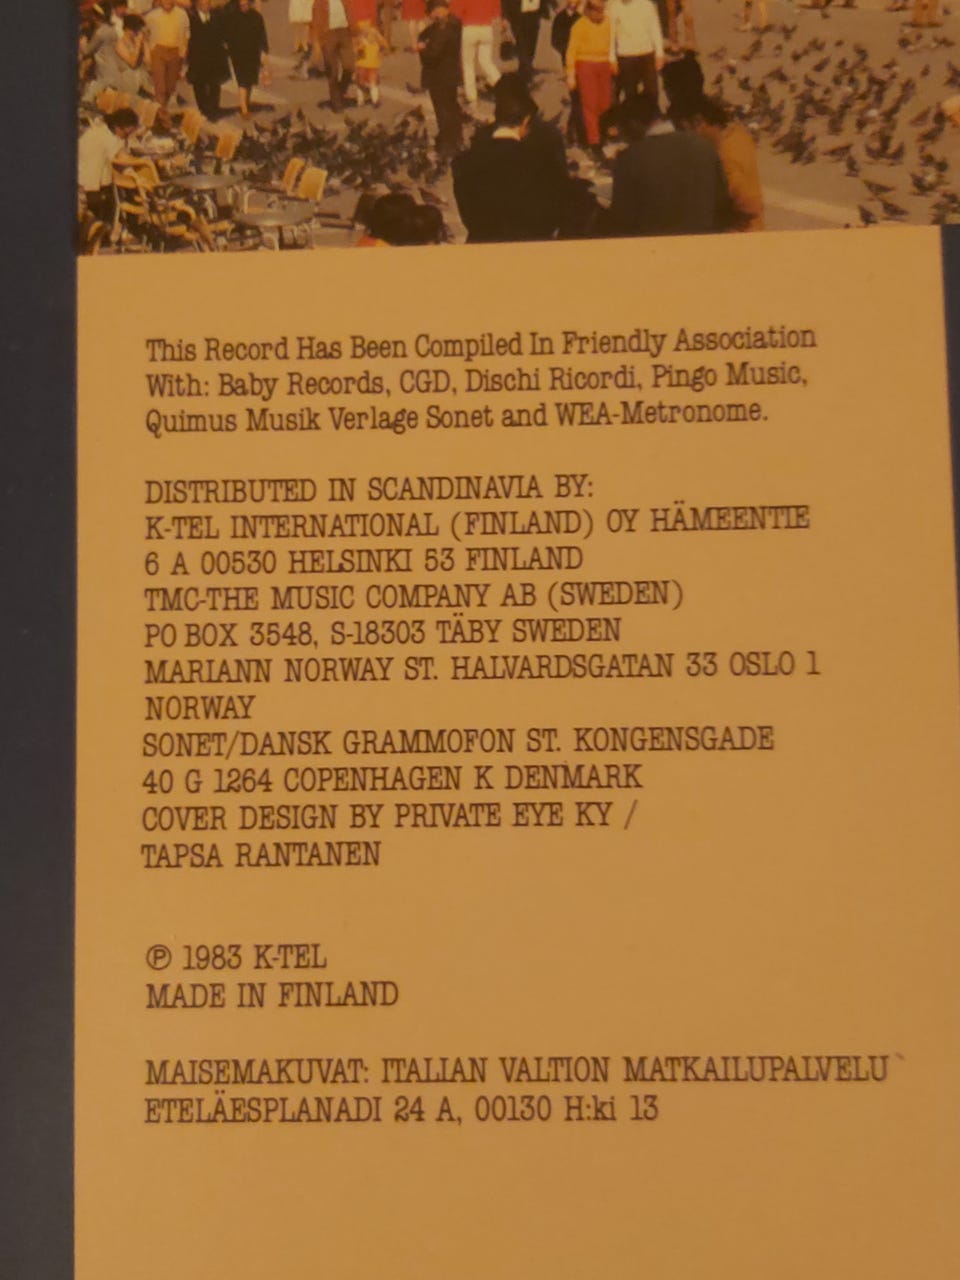 This Record Has Been Compiled In Friendly Association
With: Baby Records, CGD, Dischi Ricordi, Pingo Music,
Quimus Musik Verlage Sonet and WEA-Metronome.
DISTRIBUTED IN SCANDINAVIA BY:
K-TEL INTERNATIONAL (FINLAND) OY HÄMEENTIE
6 A 00530 HELSINKI 53 FINLAND
TMC-THE MUSIC COMPANY AB (SWEDEN)
PO BOX 3548, S-18303 TÄBY SWEDEN
MARIANN NORWAY ST. HALVARDSGATAN 33 OSLO 1
NORWAY
SONET/DANSK GRAMMOFON ST. KONGENSGADE
40 G 1264 COPENHAGEN K DENMARK
COVER DESIGN BY PRIVATE EYE KY /
TAPSA RANTANEN
℗ 1983 K-TEL
MADE IN FINLAND
MAISEMAKUVAT: ITALIAN VALTION MATKAILUPALVELU
ETELÄESPLANADI 24 A, 00130 H:ki 13